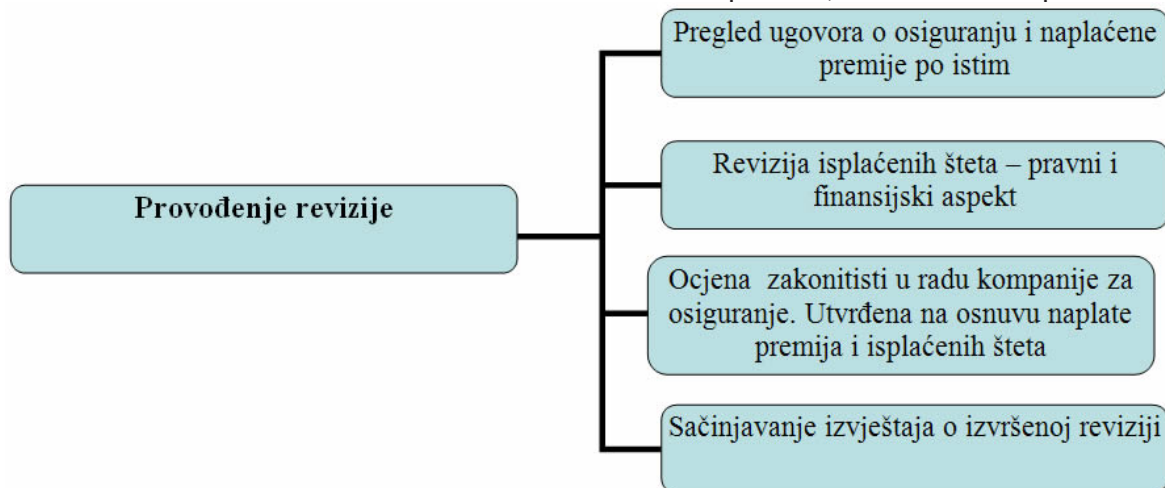 Pregled ugovora o osiguranju i naplaćene
premije po istim
Revizija isplaćenih šteta – pravni i
finansijski aspekt
Provođenje revizije
Ocjena zakonitisti u radu kompanije za
osiguranje. Utvrđena na osnuvu naplate
premija i isplaćenih šteta
Sačinjavanje izvještaja o izvršenoj reviziji